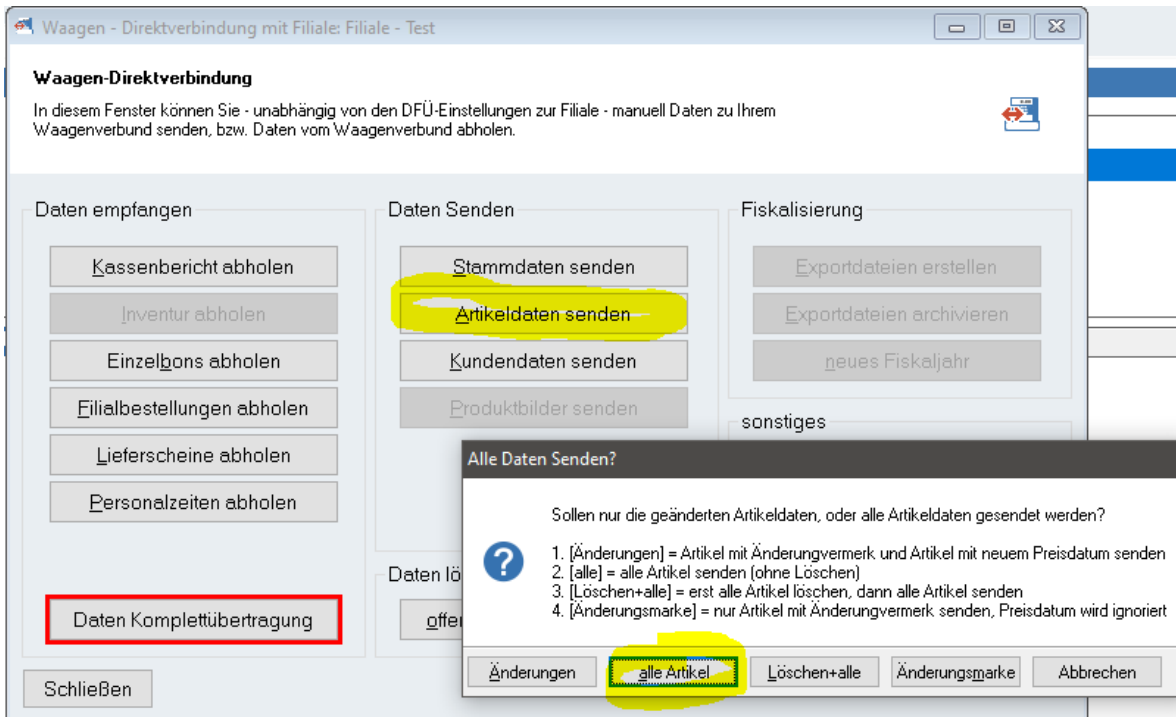 Waagen - Direktverbindung mit Filiale: Filiale - Test
Waagen-Direktverbindung
In diesem Fenster können Sie - unabhängig von den DFÜ-Einstellungen zur Filiale - manuell Daten zu Ihrem
Waagenverbund senden, bzw. Daten vom Waagenverbund abholen.
Daten empfangen
Kassenbericht abholen
Inventur abholen
Einzelbons abholen
Filialbestellungen abholen
Lieferscheine abholen
Personalzeiten abholen
Daten Komplettübertragung
Schließen
Daten Senden
Stammdaten senden
Artikeldaten senden
Kundendaten senden
Produktbilder senden
Daten lö
offe
Fiskalisierung
Exportdateien erstellen
Exportdateien archivieren
neues Fiskaljahr
sonstiges
Alle Daten Senden?
Sollen nur die geänderten Artikeldaten, oder alle Artikeldaten gesendet werden?
1. [Änderungen] = Artikel mit Änderungvermerk und Artikel mit neuem Preisdatum senden
2. [alle] = alle Artikel senden (ohne Löschen)
3. [Löschen+alle] = erst alle Artikel löschen, dann alle Artikel senden
4. [Änderungsmarke] = nur Artikel mit Änderungvermerk senden, Preisdatum wird ignoriert
Änderungen
alle Artikel
Löschen+alle
Änderungsmarke
Abbrechen